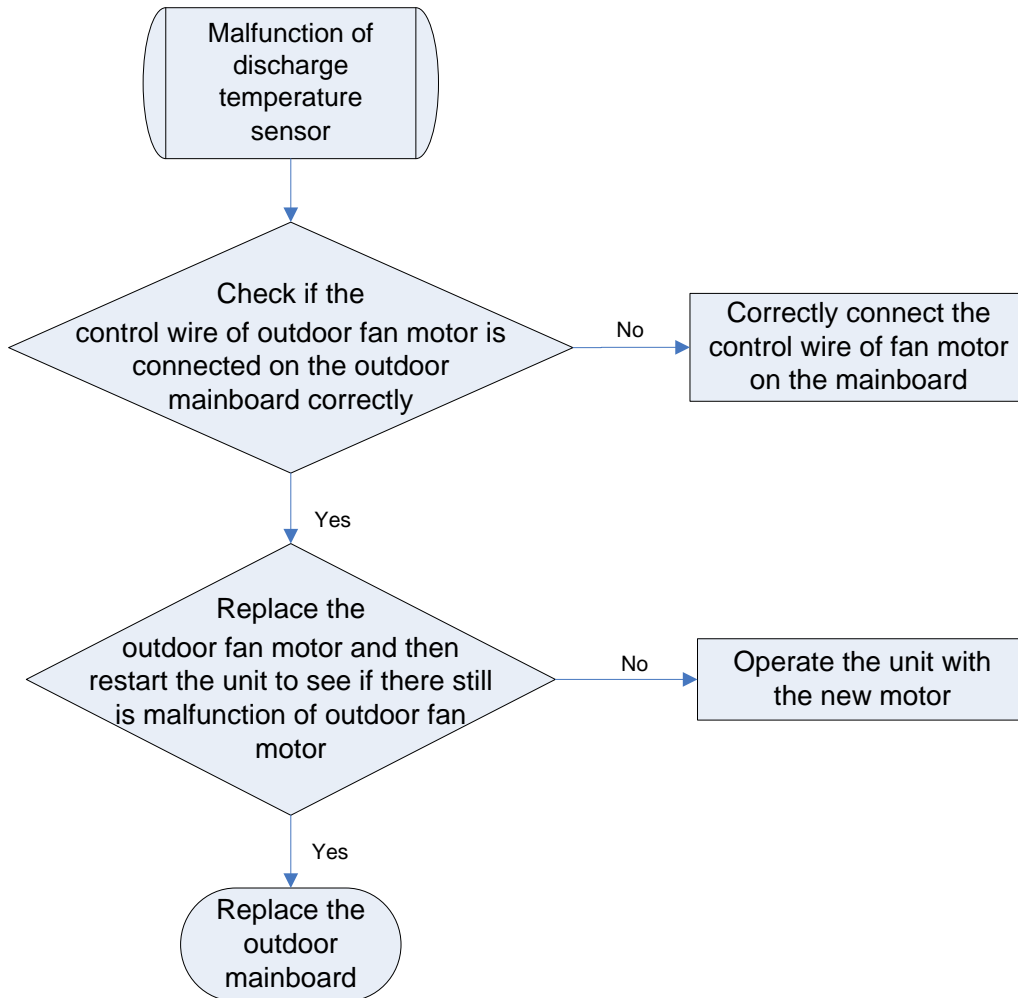 Malfunction of
discharge
temperature
sensor
Check if the
control wire of outdoor fan motor is
connected on the outdoor
mainboard correctly
No
Correctly connect the
control wire of fan motor
on the mainboard
Yes
Replace the
outdoor fan motor and then
restart the unit to see if there still
is malfunction of outdoor fan
motor
No
Operate the unit with
the new motor
Yes
Replace the
outdoor
mainboard